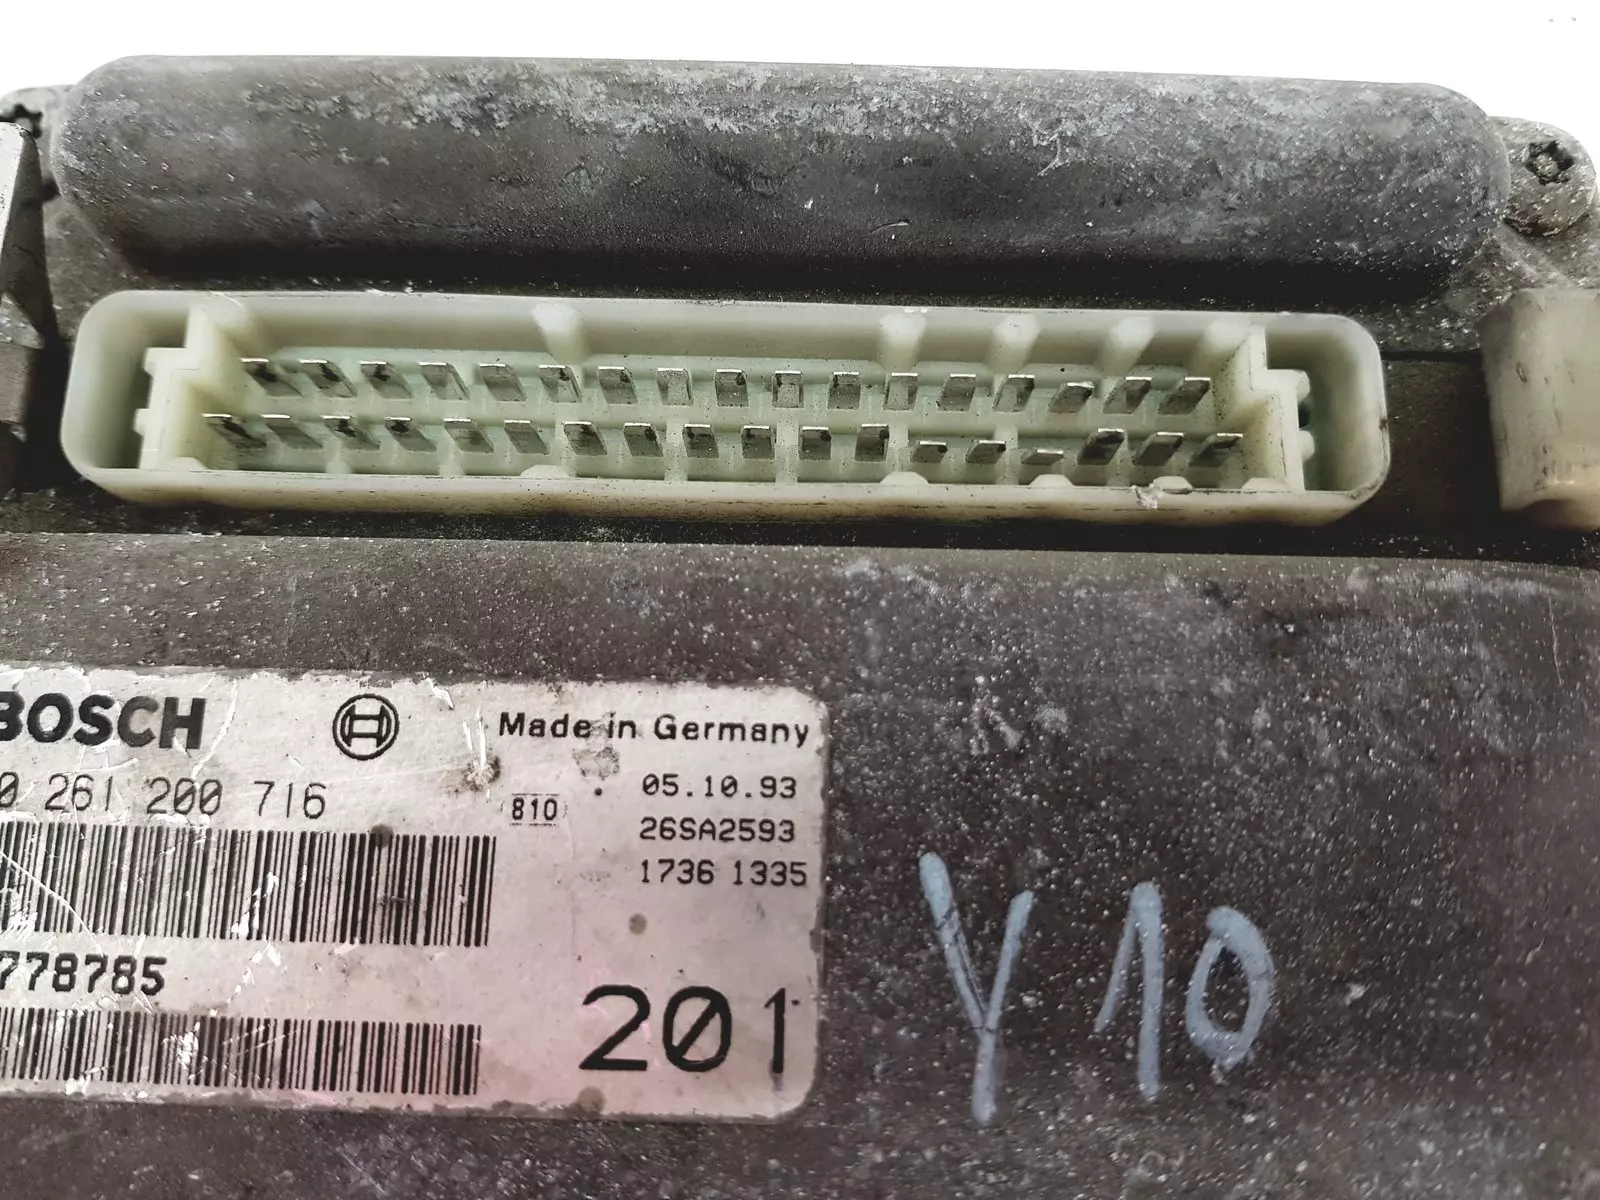 BOSCH Made in Germany
0 261 200 716 810 05.10.93
26SA2593
1736 1335
778785
201
Y10